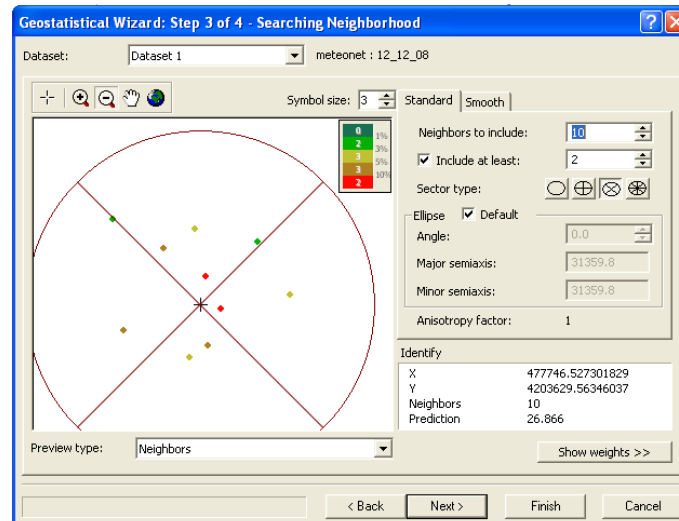 Geostatistical Wizard: Step 3 of 4 - Searching Neighborhood
Dataset: Dataset 1 meteonet : 12_12_08
Symbol size: 3
Standard Smooth
0
2
3
3
2
1%
3%
5%
10%
Neighbors to include: 10
Include at least: 2
Sector type:
Ellipse Default
Angle: 0.0
Major semiaxis: 31359.8
Minor semiaxis: 31359.8
Anisotropy factor: 1
Identify
X 477746.527301829
Y 4203629.56346037
Neighbors 10
Prediction 26.866
Preview type: Neighbors
Show weights >>
< Back Next > Finish Cancel